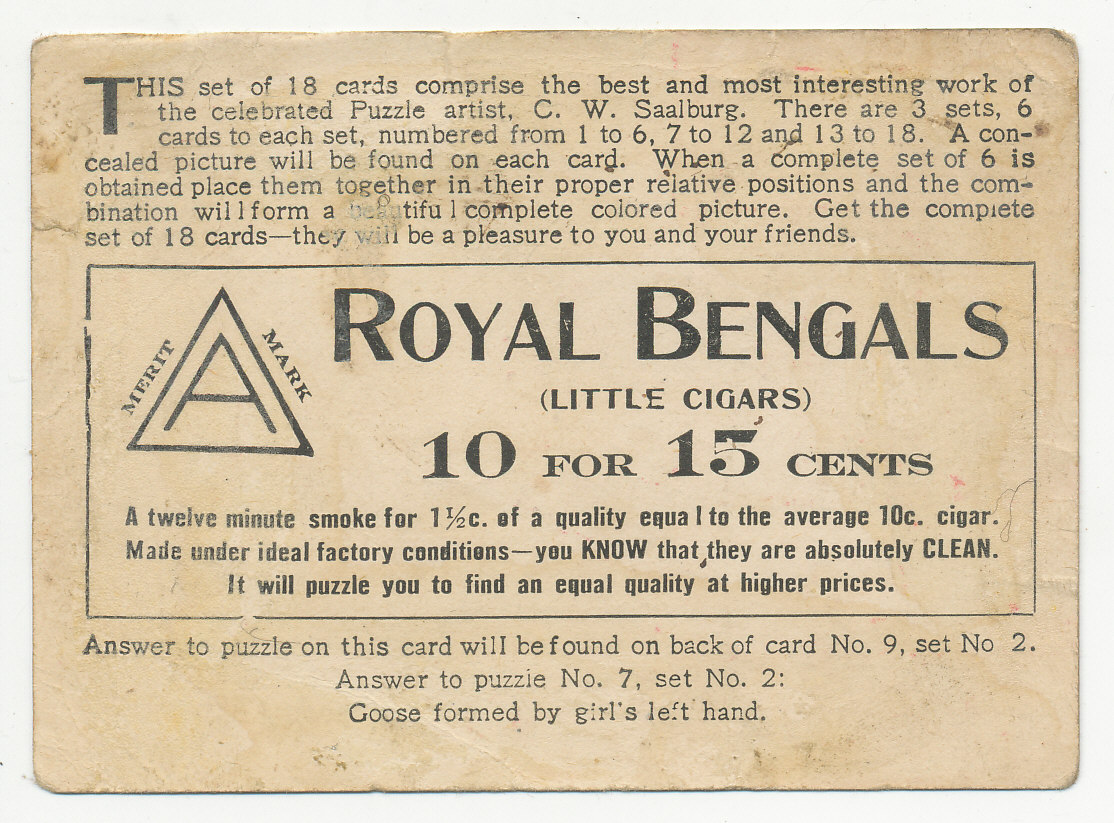 THIS set of 18 cards comprise the best and most interesting work of
the celebrated Puzzle artist, C. W. Saalburg. There are 3 sets, 6
cards to each set, numbered from 1 to 6, 7 to 12 and 13 to 18. A con-
cealed picture will be found on each card. When a complete set of 6 is
obtained place them together in their proper relative positions and the com-
bination will form a beautiful complete colored picture. Get the complete
set of 18 cards—they will be a pleasure to you and your friends.
MERIT A MARK
ROYAL BENGALS
(LITTLE CIGARS)
10 FOR 15 CENTS
A twelve minute smoke for 1½c. of a quality equal to the average 10c. cigar.
Made under ideal factory conditions—you KNOW that they are absolutely CLEAN.
It will puzzle you to find an equal quality at higher prices.
Answer to puzzle on this card will be found on back of card No. 9, set No 2.
Answer to puzzle No. 7, set No. 2:
Goose formed by girl's left hand.